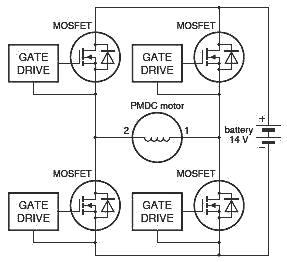 MOSFET
MOSFET
GATE
DRIVE
GATE
DRIVE
PMDC motor
2
1
battery
14 V
+
−
MOSFET
MOSFET
GATE
DRIVE
GATE
DRIVE